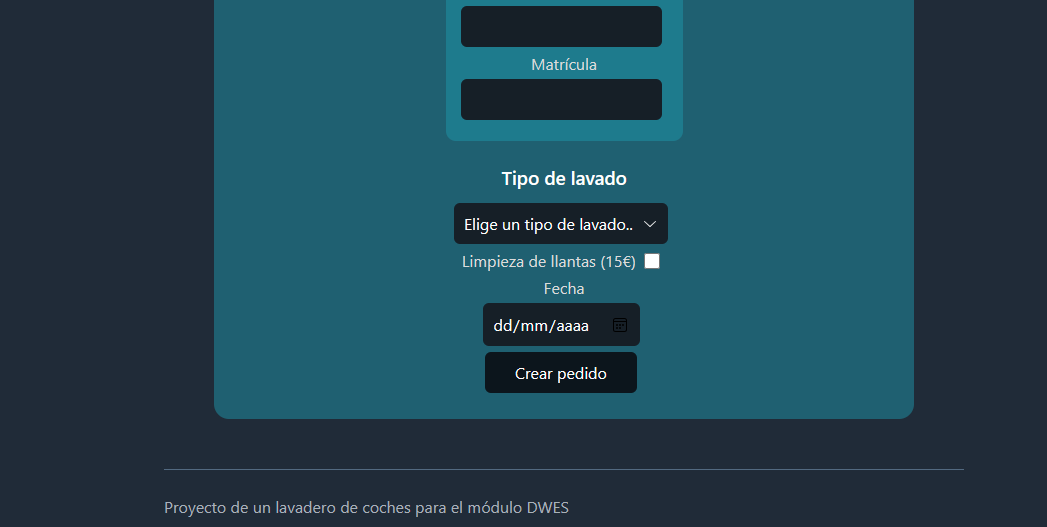 Matrícula
Tipo de lavado
Elige un tipo de lavado..
Limpieza de llantas (15€)
Fecha
dd/mm/aaaa
Crear pedido
Proyecto de un lavadero de coches para el módulo DWES